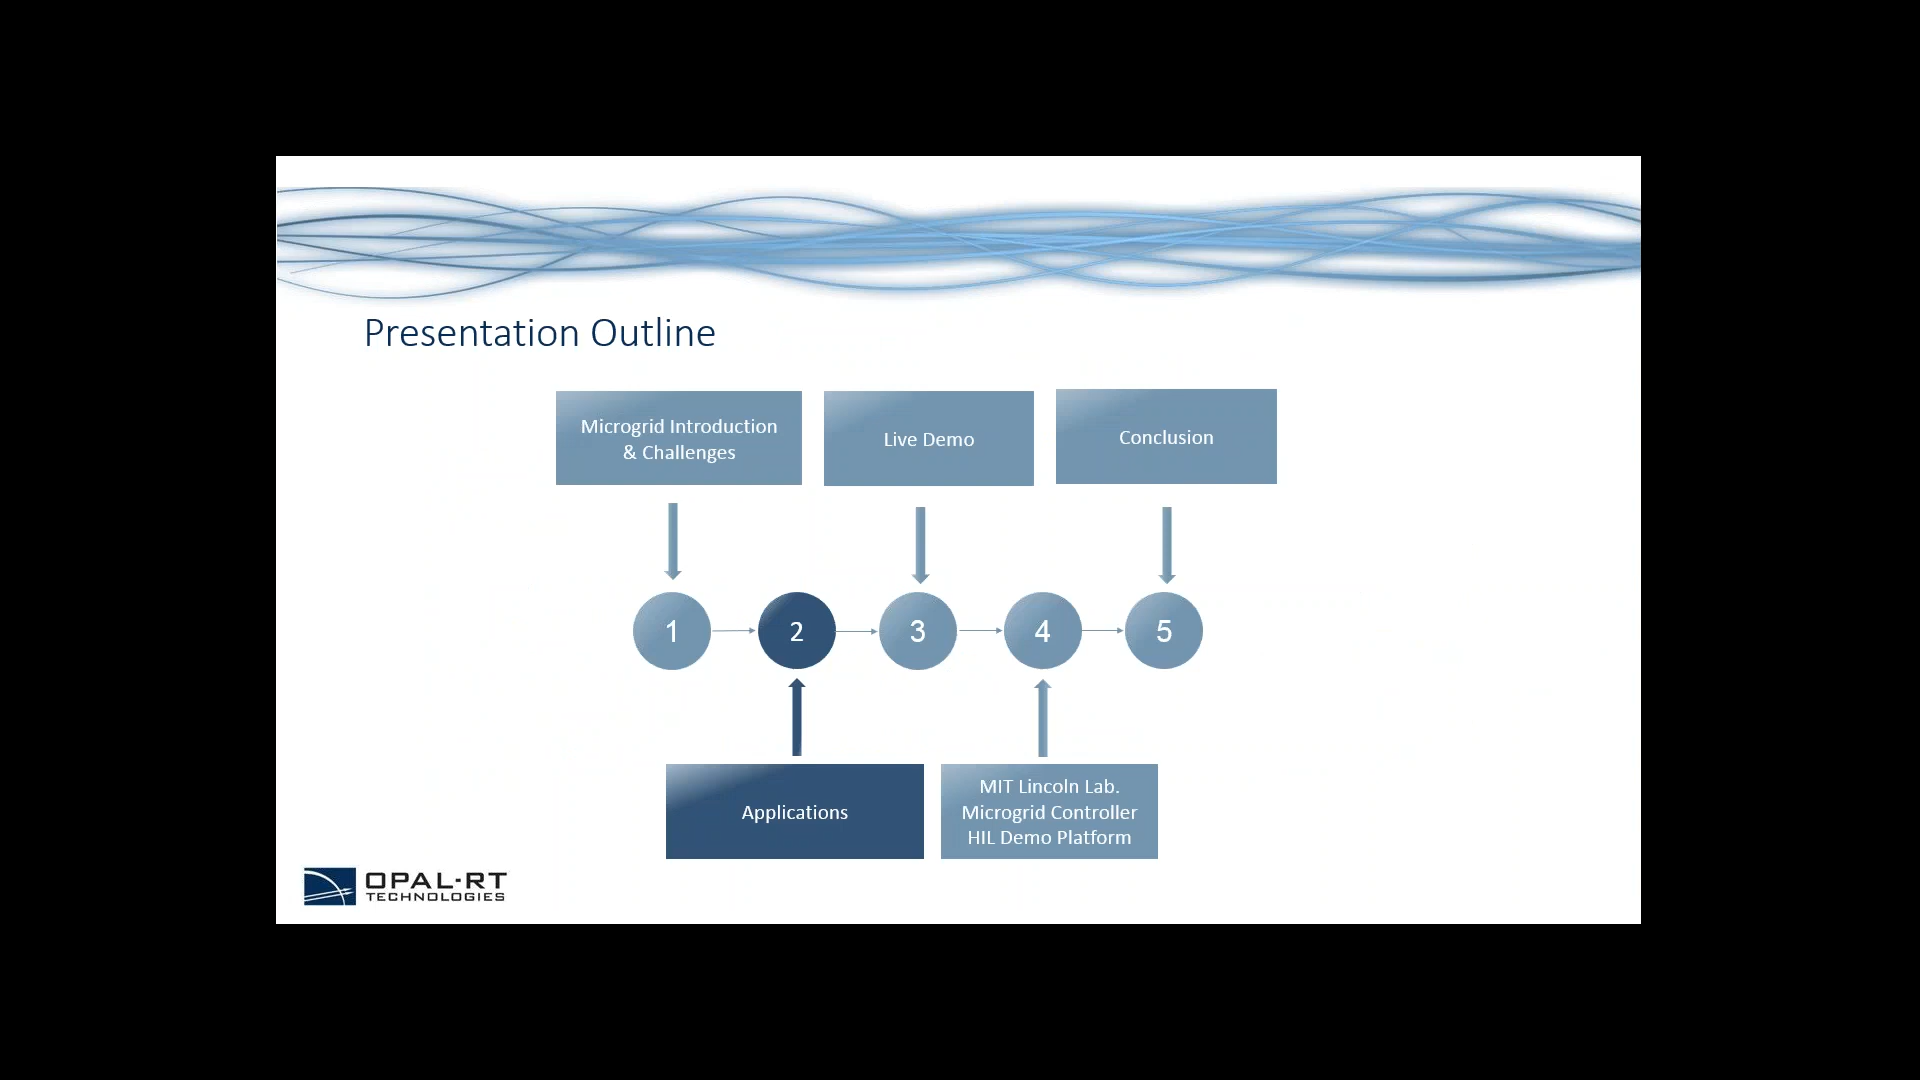 Presentation Outline
Microgrid Introduction
& Challenges
Live Demo
Conclusion
1
2
3
4
5
Applications
MIT Lincoln Lab.
Microgrid Controller
HIL Demo Platform
OPAL-RT
TECHNOLOGIES